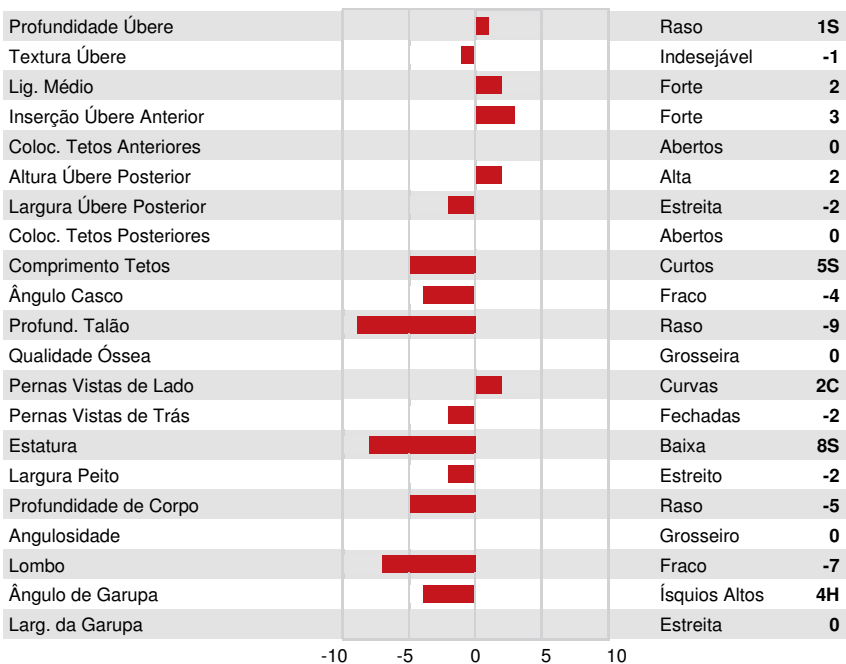 Profundidade Úbere Raso 1S
Textura Úbere Indesejável -1
Lig. Médio Forte 2
Inserção Úbere Anterior Forte 3
Coloc. Tetos Anteriores Abertos 0
Altura Úbere Posterior Alta 2
Largura Úbere Posterior Estreita -2
Coloc. Tetos Posteriores Abertos 0
Comprimento Tetos Curtos 5S
Ângulo Casco Fraco -4
Profund. Talão Raso -9
Qualidade Óssea Grosseira 0
Pernas Vistas de Lado Curvas 2C
Pernas Vistas de Trás Fechadas -2
Estatura Baixa 8S
Largura Peito Estreito -2
Profundidade de Corpo Raso -5
Angulosidade Grosseiro 0
Lombo Fraco -7
Ângulo de Garupa Ísquios Altos 4H
Larg. da Garupa Estreita 0
-10 -5 0 5 10